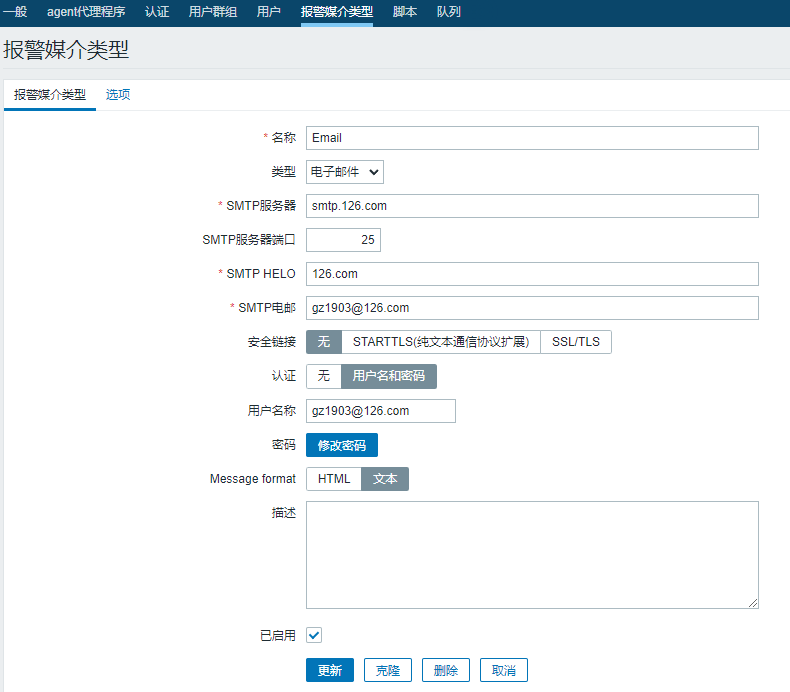 一般 agent代理程序 认证 用户群组 用户 报警媒介类型 脚本 队列
报警媒介类型
报警媒介类型 选项
* 名称 Email
类型 电子邮件
* SMTP服务器 smtp.126.com
SMTP服务器端口 25
* SMTP HELO 126.com
* SMTP电邮 gz1903@126.com
安全链接 无 STARTTLS(纯文本通信协议扩展) SSL/TLS
认证 无 用户名和密码
用户名称 gz1903@126.com
密码 修改密码
Message format HTML 文本
描述
已启用
更新 克隆 删除 取消